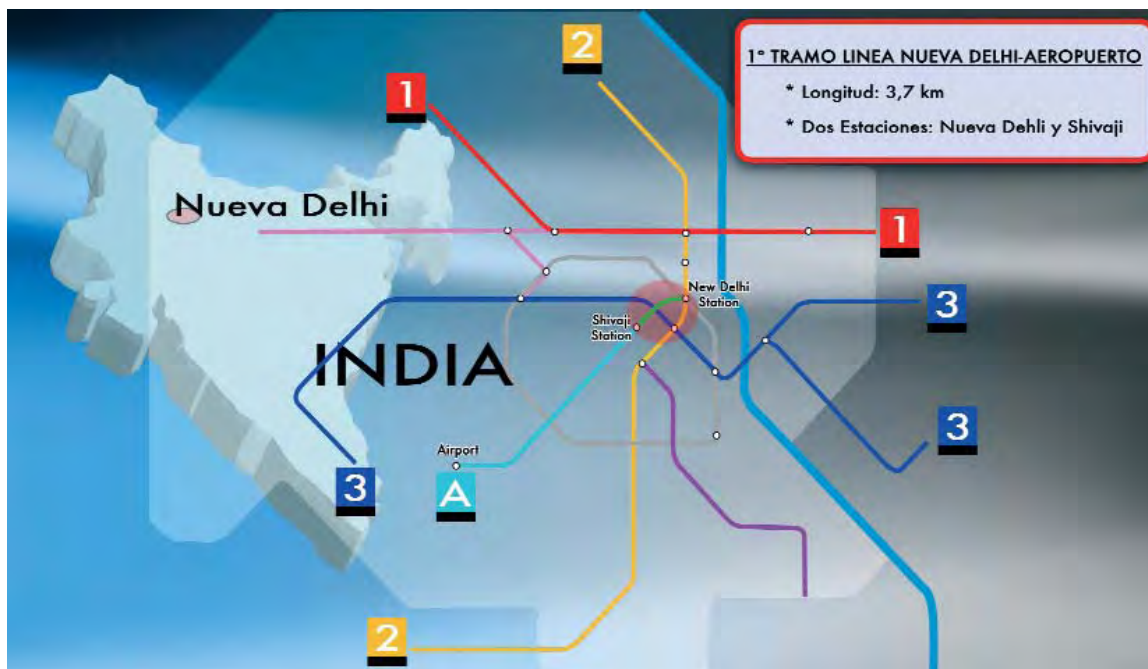 1º TRAMO LINEA NUEVA DELHI-AEROPUERTO
* Longitud: 3,7 km
* Dos Estaciones: Nueva Dehli y Shivaji
2
1
Nueva Delhi
1
New Delhi
Station
3
Shivaji
Station
INDIA
3
Airport
3
A
2